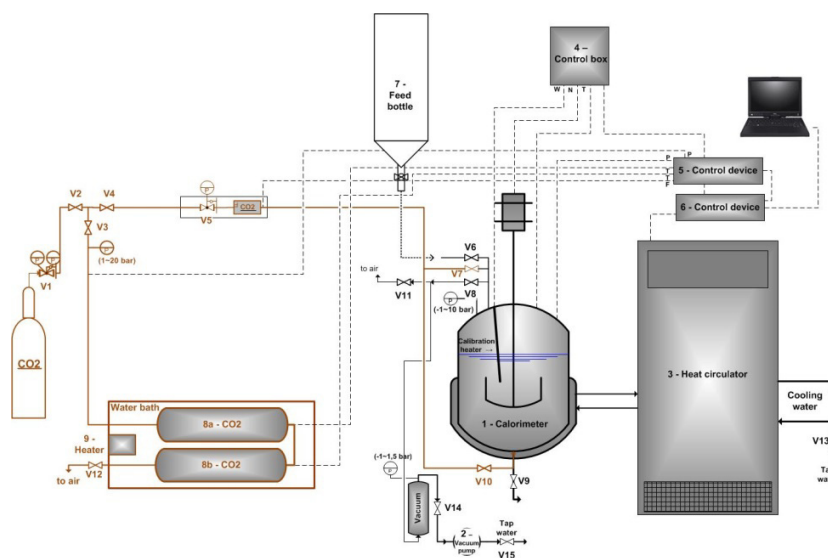 4 –
Control box
W N T
7 -
Feed
bottle
P
P
T
T
F
5 - Control device
6 - Control device
V2
V4
P
V5
CO2
V3
P
(1~20 bar)
P
P
V1
CO2
V6
V7
to air
V11
V8
P
(-1~10 bar)
Calibration
heater →
1 - Calorimeter
3 - Heat circulator
Cooling
water
V13
Ta
wa
Water bath
8a - CO2
9 -
Heater
8b - CO2
V12
to air
(-1~1,5 bar)
P
V10
V9
Vacuum
V14
2 –
Vacuum
pump
Tap
water
V15